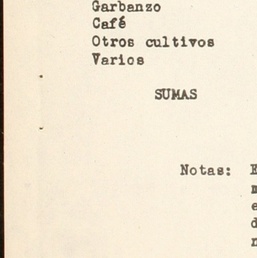 Garbanzo
Café
Otros cultivos
Varios
SUMAS
Notas: